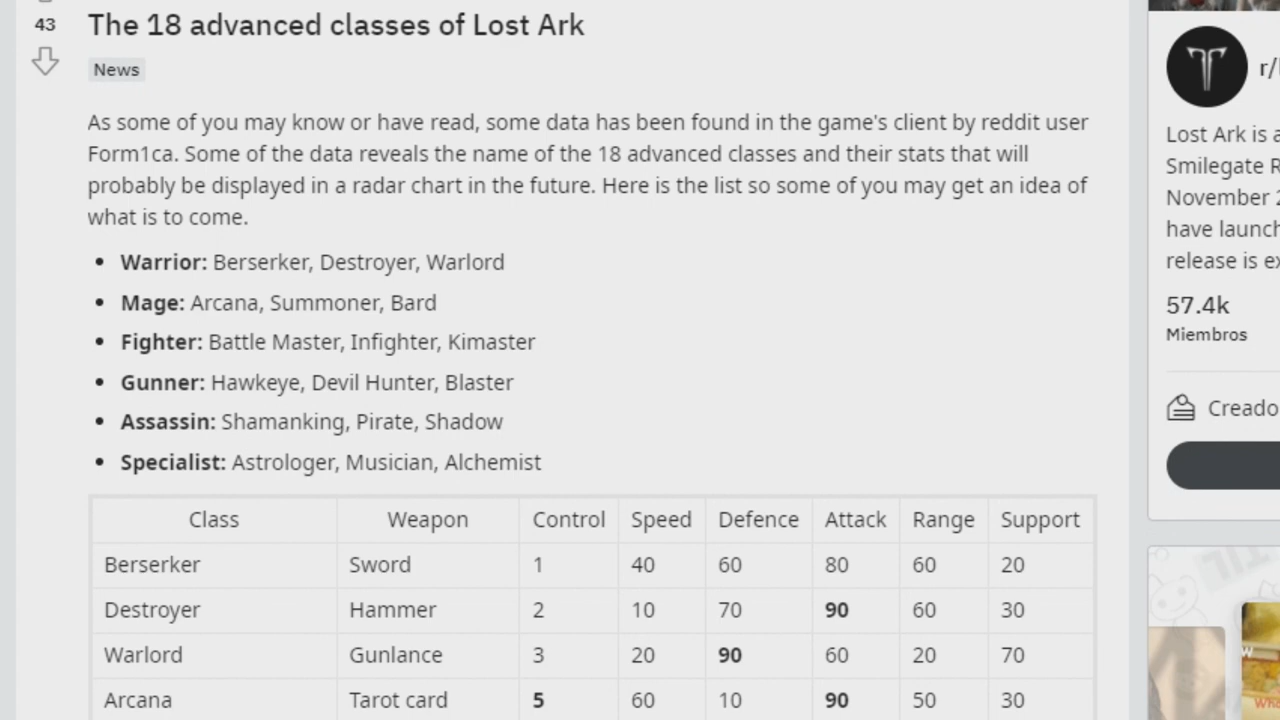 43
The 18 advanced classes of Lost Ark
News
As some of you may know or have read, some data has been found in the game's client by reddit user
Form1ca. Some of the data reveals the name of the 18 advanced classes and their stats that will
probably be displayed in a radar chart in the future. Here is the list so some of you may get an idea of
what is to come.
Warrior: Berserker, Destroyer, Warlord
Mage: Arcana, Summoner, Bard
Fighter: Battle Master, Infighter, Kimaster
Gunner: Hawkeye, Devil Hunter, Blaster
Assassin: Shamanking, Pirate, Shadow
Specialist: Astrologer, Musician, Alchemist
Class Weapon Control Speed Defence Attack Range Support
Berserker Sword 1 40 60 80 60 20
Destroyer Hammer 2 10 70 90 60 30
Warlord Gunlance 3 20 90 60 20 70
Arcana Tarot card 5 60 10 90 50 30
r/
Lost Ark is a
Smilegate R
November 2
have launch
release is ex
57.4k
Miembros
Creado